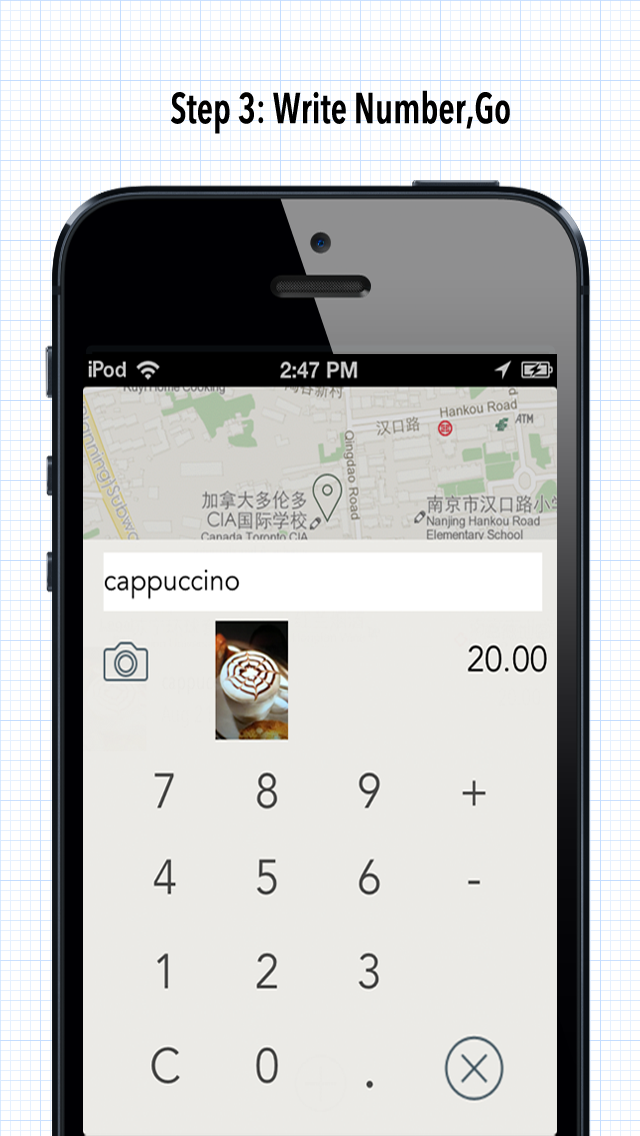 Step 3: Write Number,Go
iPod 2:47 PM
Ruyi Home Cooking
Hankou Road
汉口路
ATM
Qingdao Road
加拿大多伦多
CIA国际学校
Canada Toronto CIA
南京市汉口路小学
Nanjing Hankou Road
Elementary School
cappuccino
20.00
7 8 9 +
4 5 6 -
1 2 3
C 0 .